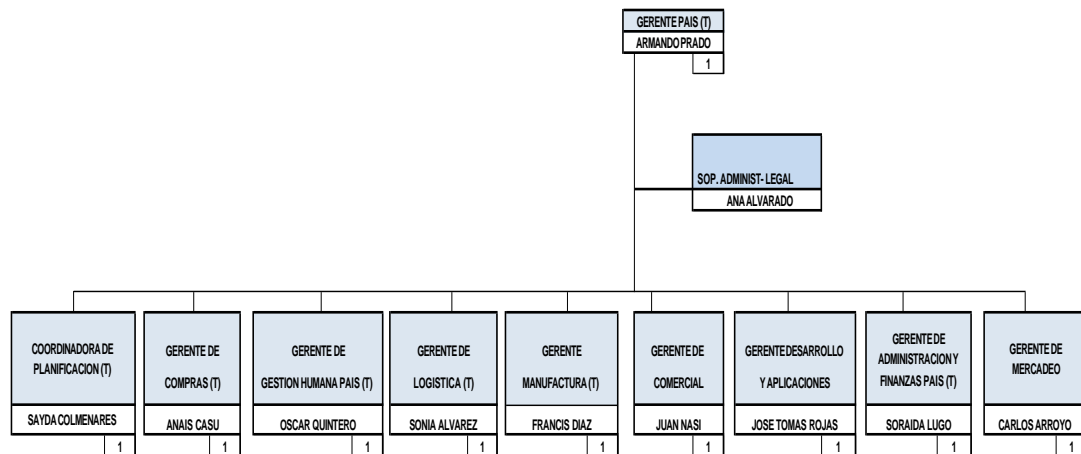 GERENTE PAIS (T)
ARMANDO PRADO
1
SOP. ADMINIST- LEGAL
ANA ALVARADO
COORDINADORA DE
PLANIFICACION (T)
SAYDA COLMENARES
1
GERENTE DE
COMPRAS (T)
ANAIS CASU
1
GERENTE DE
GESTION HUMANA PAIS (T)
OSCAR QUINTERO
1
GERENTE DE
LOGISTICA (T)
SONIA ALVAREZ
1
GERENTE
MANUFACTURA (T)
FRANCIS DIAZ
1
GERENTE DE
COMERCIAL
JUAN NASI
1
GERENTE DESARROLLO
Y APLICACIONES
JOSE TOMAS ROJAS
1
GERENTE DE
ADMINISTRACION Y
FINANZAS PAIS (T)
SORAIDA LUGO
1
GERENTE DE
MERCADEO
CARLOS ARROYO
1